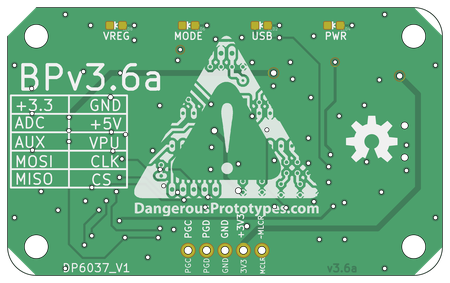 VREG MODE USB PWR
BPv3.6a
+3.3 GND
ADC +5V
AUX VPU
MOSI CLK
MISO CS
DangerousPrototypes.com
PGC PGD GND +3V3 -MLCR
PGC PGD GND 3V3 MCLR
DP6037_V1 v3.6a